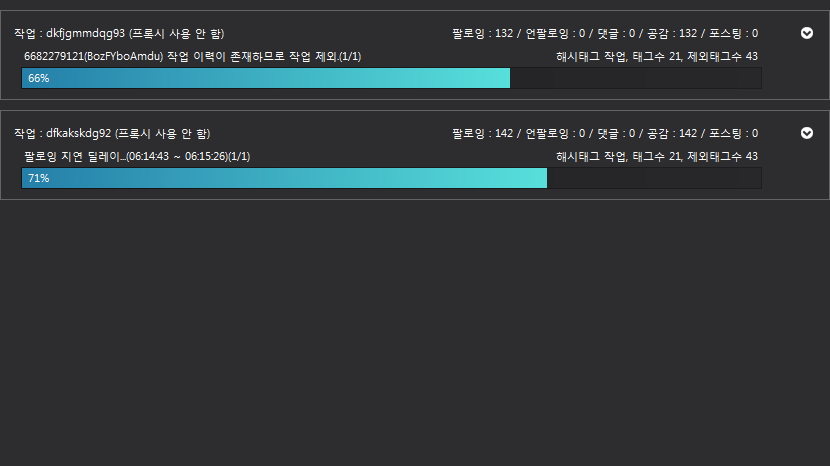 작업 : dkfjgmmdqg93 (프록시 사용 안 함) 팔로잉 : 132 / 언팔로잉 : 0 / 댓글 : 0 / 공감 : 132 / 포스팅 : 0
6682279121(BozFYboAmdu) 작업 이력이 존재하므로 작업 제외.(1/1) 해시태그 작업, 태그수 21, 제외태그수 43
66%
작업 : dfkakskdg92 (프록시 사용 안 함) 팔로잉 : 142 / 언팔로잉 : 0 / 댓글 : 0 / 공감 : 142 / 포스팅 : 0
팔로잉 지연 딜레이...(06:14:43 ~ 06:15:26)(1/1) 해시태그 작업, 태그수 21, 제외태그수 43
71%